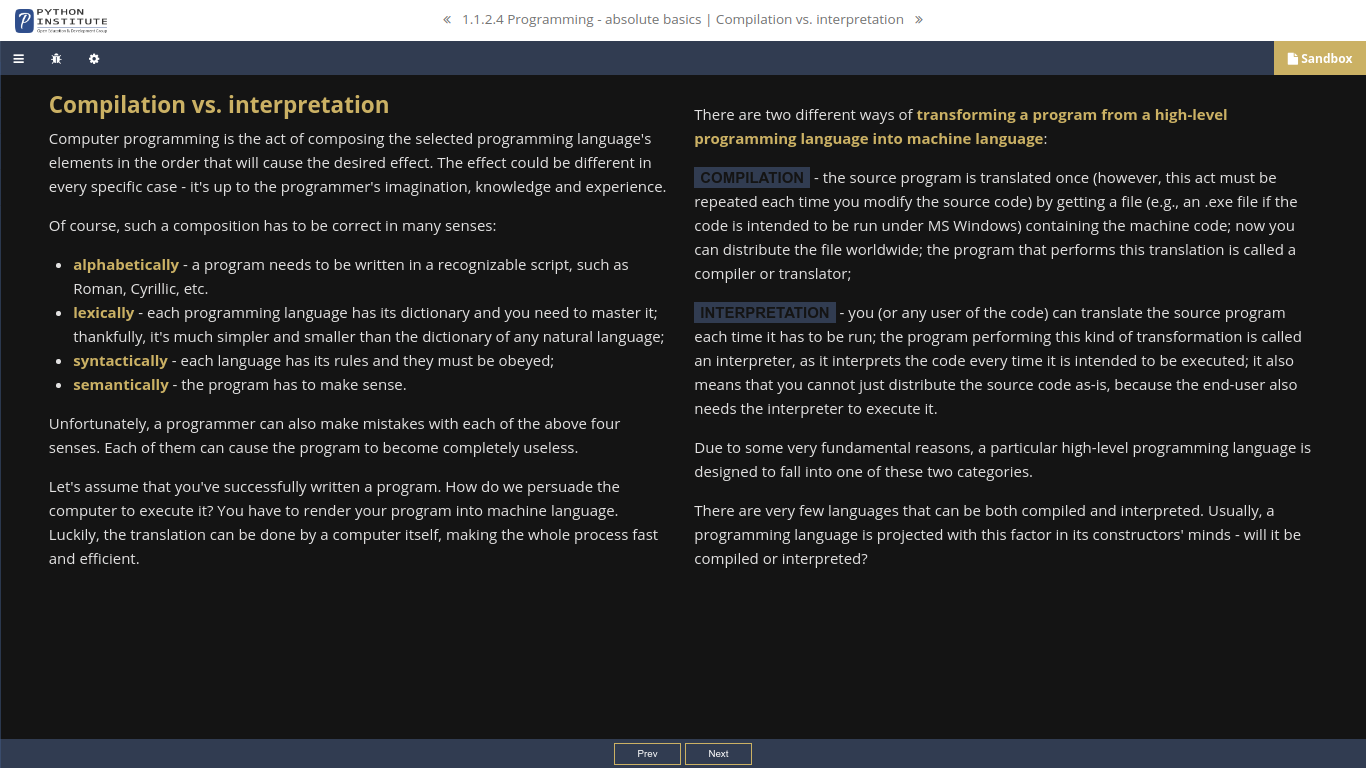 PYTHON
INSTITUTE
Open Education & Development Group
« 1.1.2.4 Programming - absolute basics | Compilation vs. interpretation »
Sandbox
Compilation vs. interpretation
Computer programming is the act of composing the selected programming language's
elements in the order that will cause the desired effect. The effect could be different in
every specific case - it's up to the programmer's imagination, knowledge and experience.
Of course, such a composition has to be correct in many senses:
• alphabetically - a program needs to be written in a recognizable script, such as
Roman, Cyrillic, etc.
• lexically - each programming language has its dictionary and you need to master it;
thankfully, it's much simpler and smaller than the dictionary of any natural language;
• syntactically - each language has its rules and they must be obeyed;
• semantically - the program has to make sense.
Unfortunately, a programmer can also make mistakes with each of the above four
senses. Each of them can cause the program to become completely useless.
Let's assume that you've successfully written a program. How do we persuade the
computer to execute it? You have to render your program into machine language.
Luckily, the translation can be done by a computer itself, making the whole process fast
and efficient.
There are two different ways of transforming a program from a high-level
programming language into machine language:
COMPILATION - the source program is translated once (however, this act must be
repeated each time you modify the source code) by getting a file (e.g., an .exe file if the
code is intended to be run under MS Windows) containing the machine code; now you
can distribute the file worldwide; the program that performs this translation is called a
compiler or translator;
INTERPRETATION - you (or any user of the code) can translate the source program
each time it has to be run; the program performing this kind of transformation is called
an interpreter, as it interprets the code every time it is intended to be executed; it also
means that you cannot just distribute the source code as-is, because the end-user also
needs the interpreter to execute it.
Due to some very fundamental reasons, a particular high-level programming language is
designed to fall into one of these two categories.
There are very few languages that can be both compiled and interpreted. Usually, a
programming language is projected with this factor in its constructors' minds - will it be
compiled or interpreted?
Prev
Next